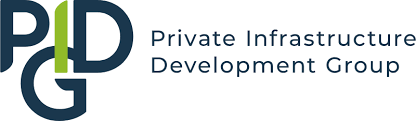 PIDG
Private Infrastructure
Development Group